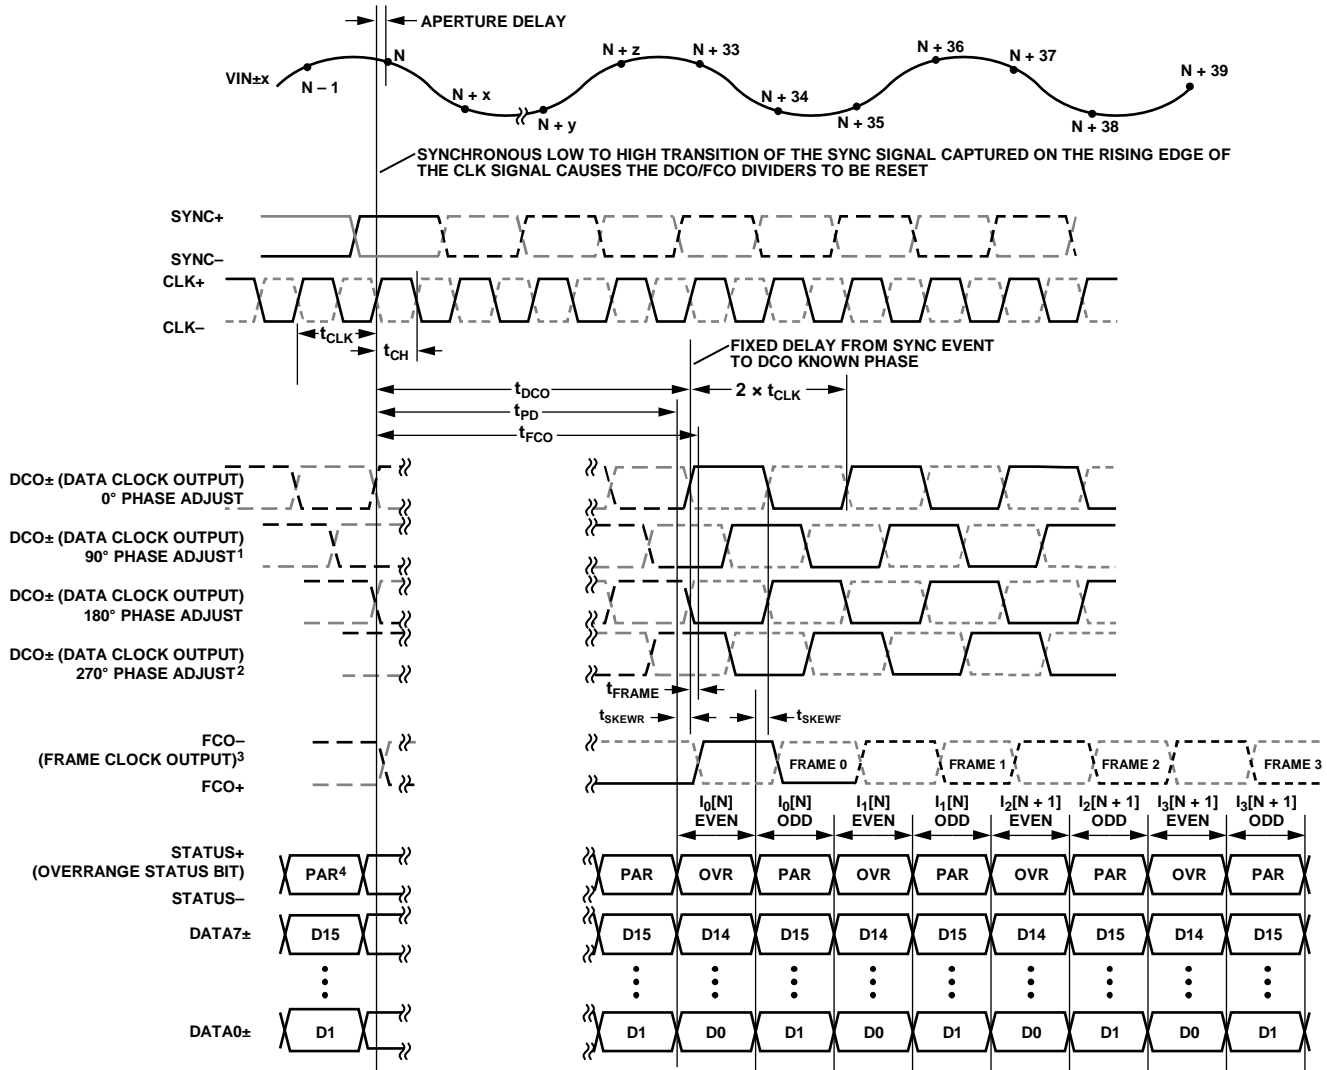 APERTURE DELAY
VIN±x
N – 1
N
N + x
N + y
N + z
N + 33
N + 34
N + 35
N + 36
N + 37
N + 38
N + 39
SYNCHRONOUS LOW TO HIGH TRANSITION OF THE SYNC SIGNAL CAPTURED ON THE RISING EDGE OF
THE CLK SIGNAL CAUSES THE DCO/FCO DIVIDERS TO BE RESET
SYNC+
SYNC–
CLK+
CLK–
tCLK
tCH
FIXED DELAY FROM SYNC EVENT
TO DCO KNOWN PHASE
tDCO
2 × tCLK
tPD
tFCO
DCO± (DATA CLOCK OUTPUT)
0° PHASE ADJUST
DCO± (DATA CLOCK OUTPUT)
90° PHASE ADJUST1
DCO± (DATA CLOCK OUTPUT)
180° PHASE ADJUST
DCO± (DATA CLOCK OUTPUT)
270° PHASE ADJUST2
tFRAME
tSKEWR
tSKEWF
FCO–
(FRAME CLOCK OUTPUT)3
FCO+
FRAME 0
FRAME 1
FRAME 2
FRAME 3
I0[N] I0[N] I1[N] I1[N] I2[N + 1] I2[N + 1] I3[N + 1] I3[N + 1]
EVEN ODD EVEN ODD EVEN ODD EVEN ODD
STATUS+
(OVERRANGE STATUS BIT)
STATUS–
PAR4 PAR OVR PAR OVR PAR OVR PAR OVR PAR
DATA7± D15 D15 D14 D15 D14 D15 D14 D15 D14 D15
DATA0± D1 D1 D0 D1 D0 D1 D0 D1 D0 D1